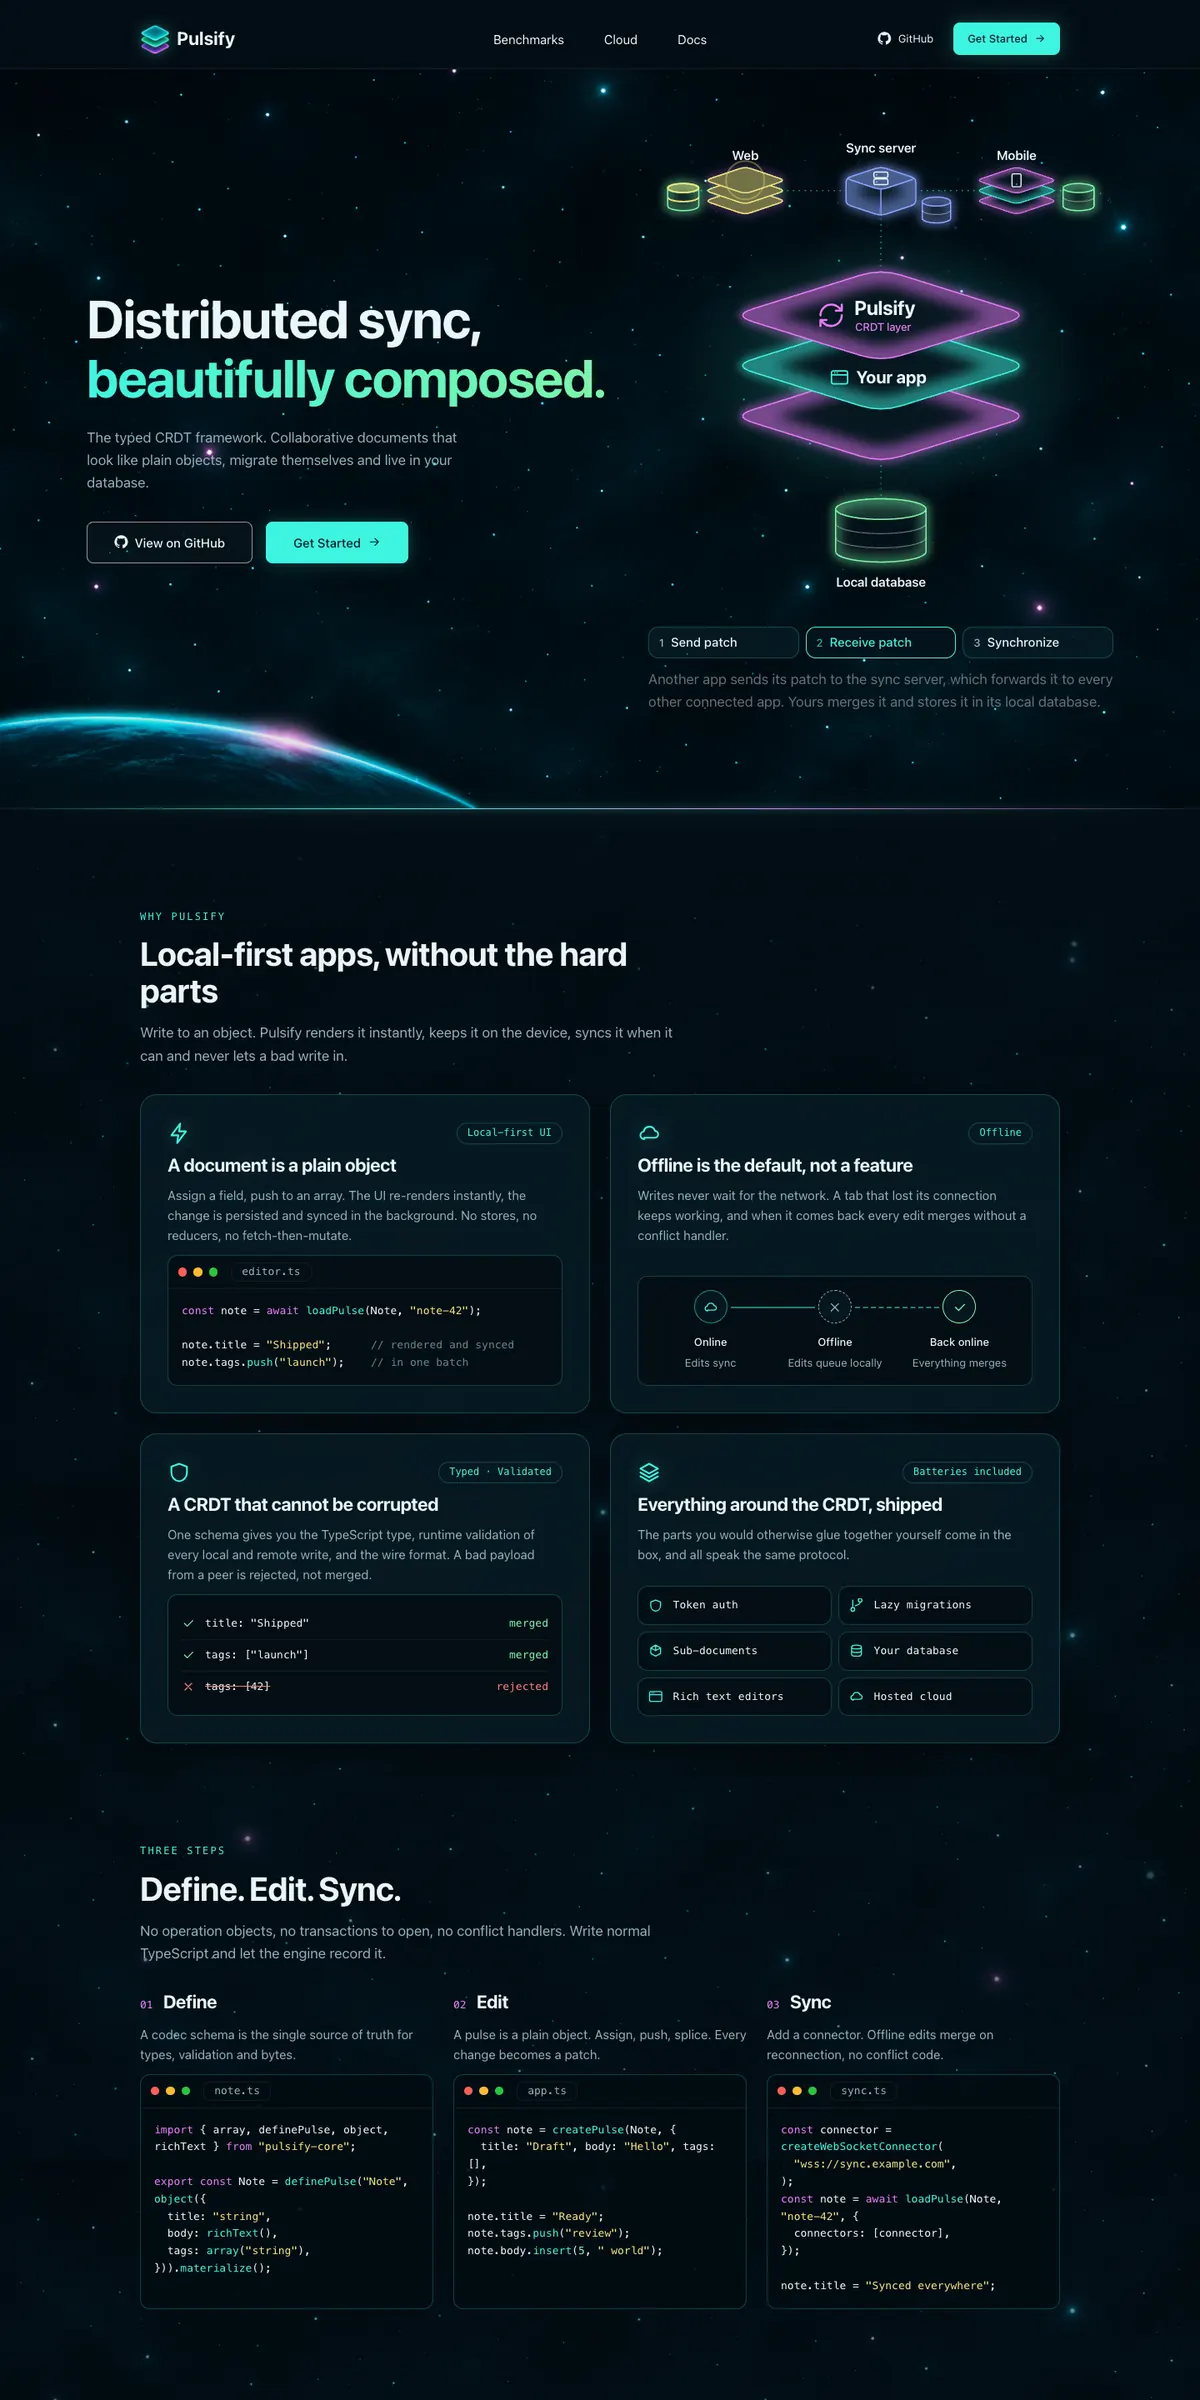 Pulsify
Benchmarks
Cloud
Docs
GitHub
Get Started →
Web
Sync server
Mobile
Pulsify
CRDT layer
Your app
Local database
Distributed sync,
beautifully composed.
The typed CRDT framework. Collaborative documents that
look like plain objects, migrate themselves and live in your
database.
View on GitHub
Get Started →
1 Send patch
2 Receive patch
3 Synchronize
Another app sends its patch to the sync server, which forwards it to every
other connected app. Yours merges it and stores it in its local database.
WHY PULSIFY
Local-first apps, without the hard
parts
Write to an object. Pulsify renders it instantly, keeps it on the device, syncs it when it
can and never lets a bad write in.
Local-first UI
A document is a plain object
Assign a field, push to an array. The UI re-renders instantly, the
change is persisted and synced in the background. No stores, no
reducers, no fetch-then-mutate.
editor.ts
const note = await loadPulse(Note, "note-42");
note.title = "Shipped"; // rendered and synced
note.tags.push("launch"); // in one batch
Offline
Offline is the default, not a feature
Writes never wait for the network. A tab that lost its connection
keeps working, and when it comes back every edit merges without a
conflict handler.
Online
Edits sync
Offline
Edits queue locally
Back online
Everything merges
Typed · Validated
A CRDT that cannot be corrupted
One schema gives you the TypeScript type, runtime validation of
every local and remote write, and the wire format. A bad payload
from a peer is rejected, not merged.
title: "Shipped" merged
tags: ["launch"] merged
tags: [42] rejected
Batteries included
Everything around the CRDT, shipped
The parts you would otherwise glue together yourself come in the
box, and all speak the same protocol.
Token auth
Lazy migrations
Sub-documents
Your database
Rich text editors
Hosted cloud
THREE STEPS
Define. Edit. Sync.
No operation objects, no transactions to open, no conflict handlers. Write normal
TypeScript and let the engine record it.
01 Define
A codec schema is the single source of truth for
types, validation and bytes.
note.ts
import { array, definePulse, object,
richText } from "pulsify-core";
export const Note = definePulse("Note",
object({
title: "string",
body: richText(),
tags: array("string"),
})).materialize();
02 Edit
A pulse is a plain object. Assign, push, splice. Every
change becomes a patch.
app.ts
const note = createPulse(Note, {
title: "Draft", body: "Hello", tags:
[],
});
note.title = "Ready";
note.tags.push("review");
note.body.insert(5, " world");
03 Sync
Add a connector. Offline edits merge on
reconnection, no conflict code.
sync.ts
const connector =
createWebSocketConnector(
"wss://sync.example.com",
);
const note = await loadPulse(Note,
"note-42", {
connectors: [connector],
});
note.title = "Synced everywhere";